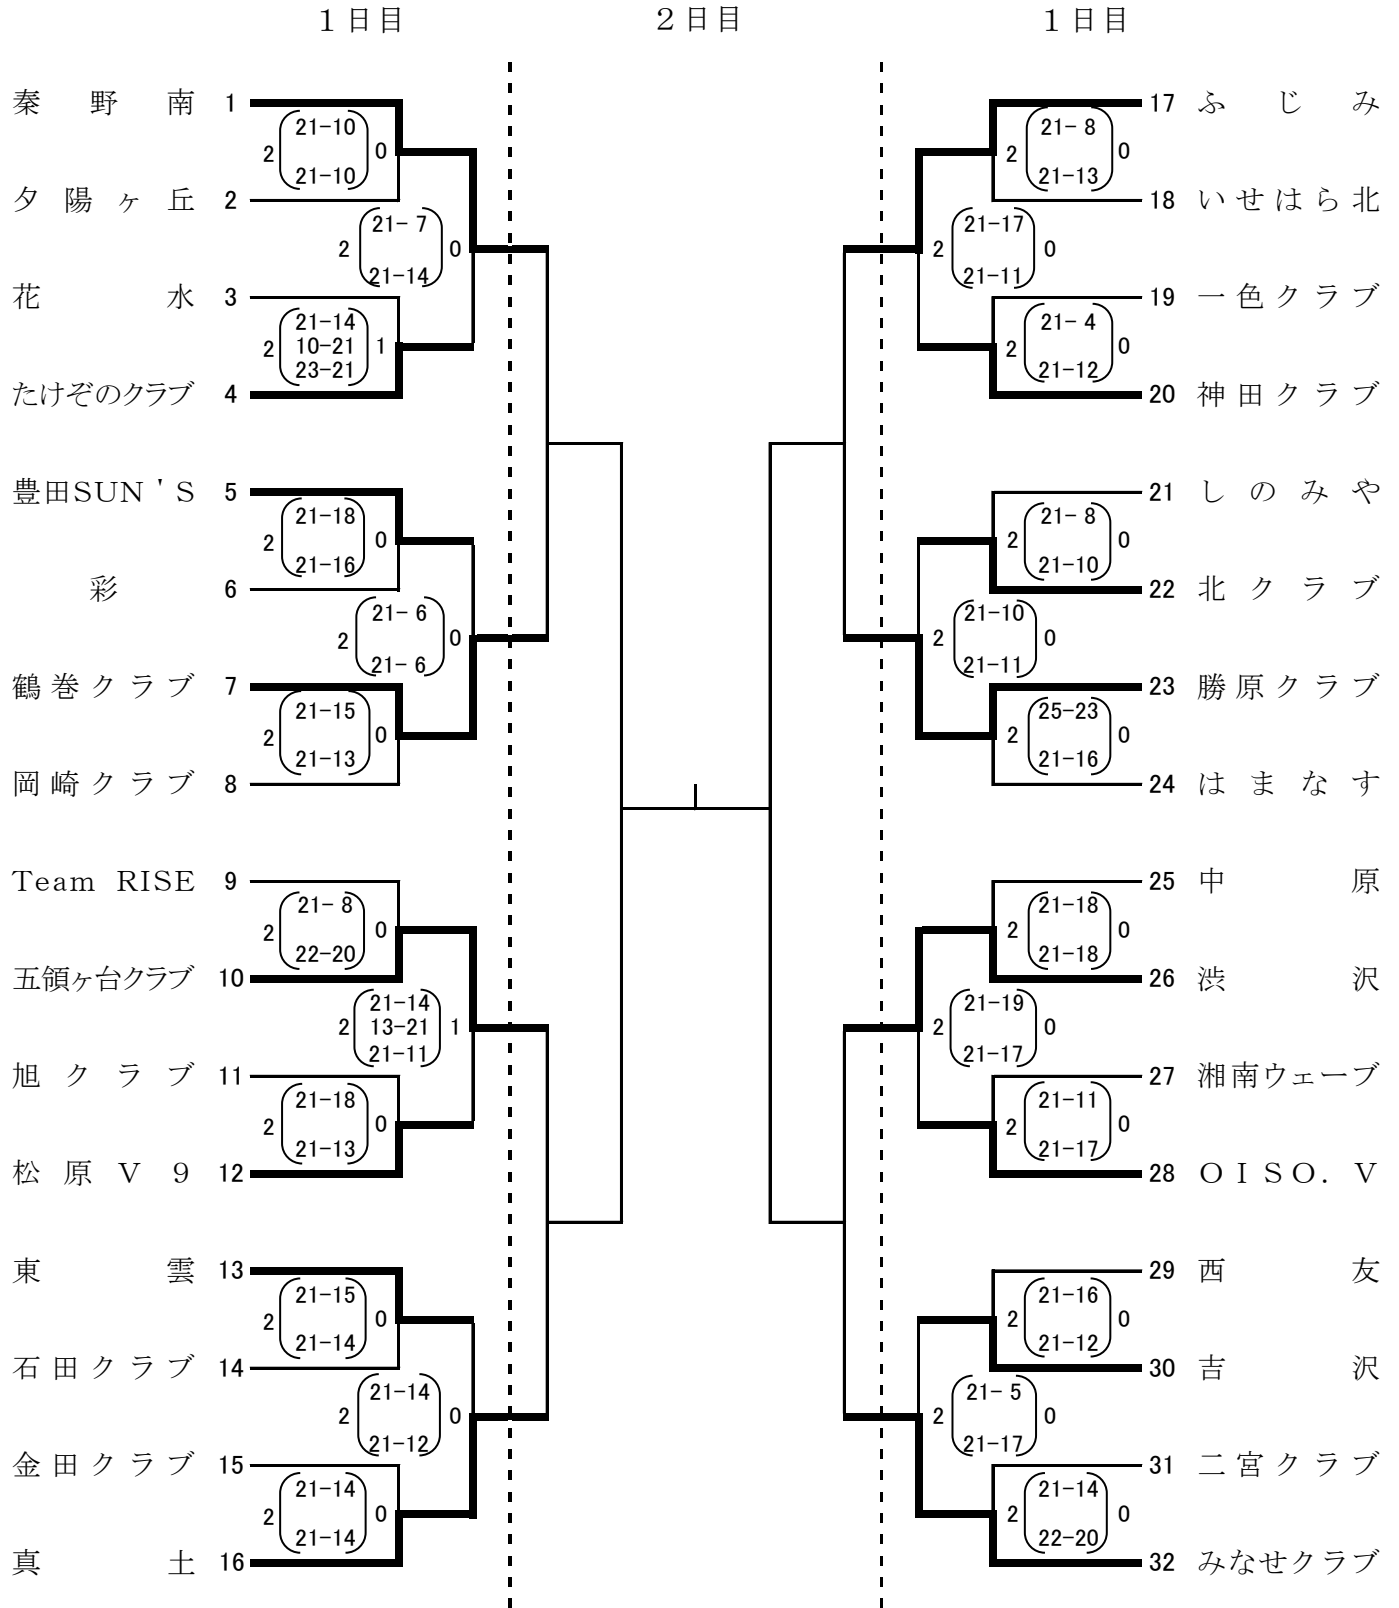 １日目 ２日目 １日目
秦野南 1 17 ふじみ
21-10 21- 8
2 0 2 0
21-10 21-13
夕陽ヶ丘 2 18 いせはら北
21- 7 21-17
2 0 2 0
21-14 21-11
花水 3 19 一色クラブ
21-14 21- 4
2 10-21 1 2 0
23-21 21-12
たけぞのクラブ 4 20 神田クラブ
豊田SUN'S 5 21 しのみや
21-18 21- 8
2 0 2 0
21-16 21-10
彩 6 22 北クラブ
21- 6 21-10
2 0 2 0
21- 6 21-11
鶴巻クラブ 7 23 勝原クラブ
21-15 25-23
2 0 2 0
21-13 21-16
岡崎クラブ 8 24 はまなす
Team RISE 9 25 中原
21- 8 21-18
2 0 2 0
22-20 21-18
五領ヶ台クラブ 10 26 渋沢
21-14 21-19
2 13-21 1 2 0
21-11 21-17
旭クラブ 11 27 湘南ウェーブ
21-18 21-11
2 0 2 0
21-13 21-17
松原Ｖ９ 12 28 ＯＩＳＯ．Ｖ
東雲 13 29 西友
21-15 21-16
2 0 2 0
21-14 21-12
石田クラブ 14 30 吉沢
21-14 21- 5
2 0 2 0
21-12 21-17
金田クラブ 15 31 二宮クラブ
21-14 21-14
2 0 2 0
21-14 22-20
真土 16 32 みなせクラブ